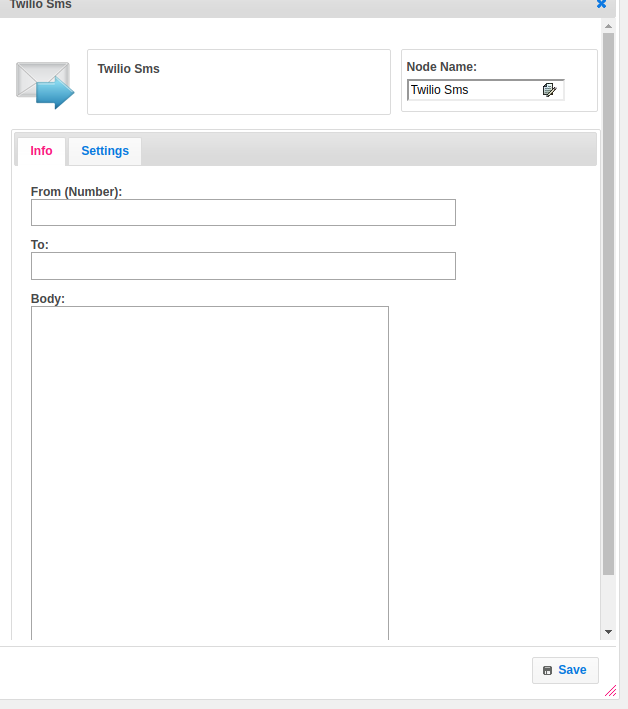 Twilio Sms
Twilio Sms
Node Name:
Twilio Sms
Info
Settings
From (Number):
To:
Body:
Save